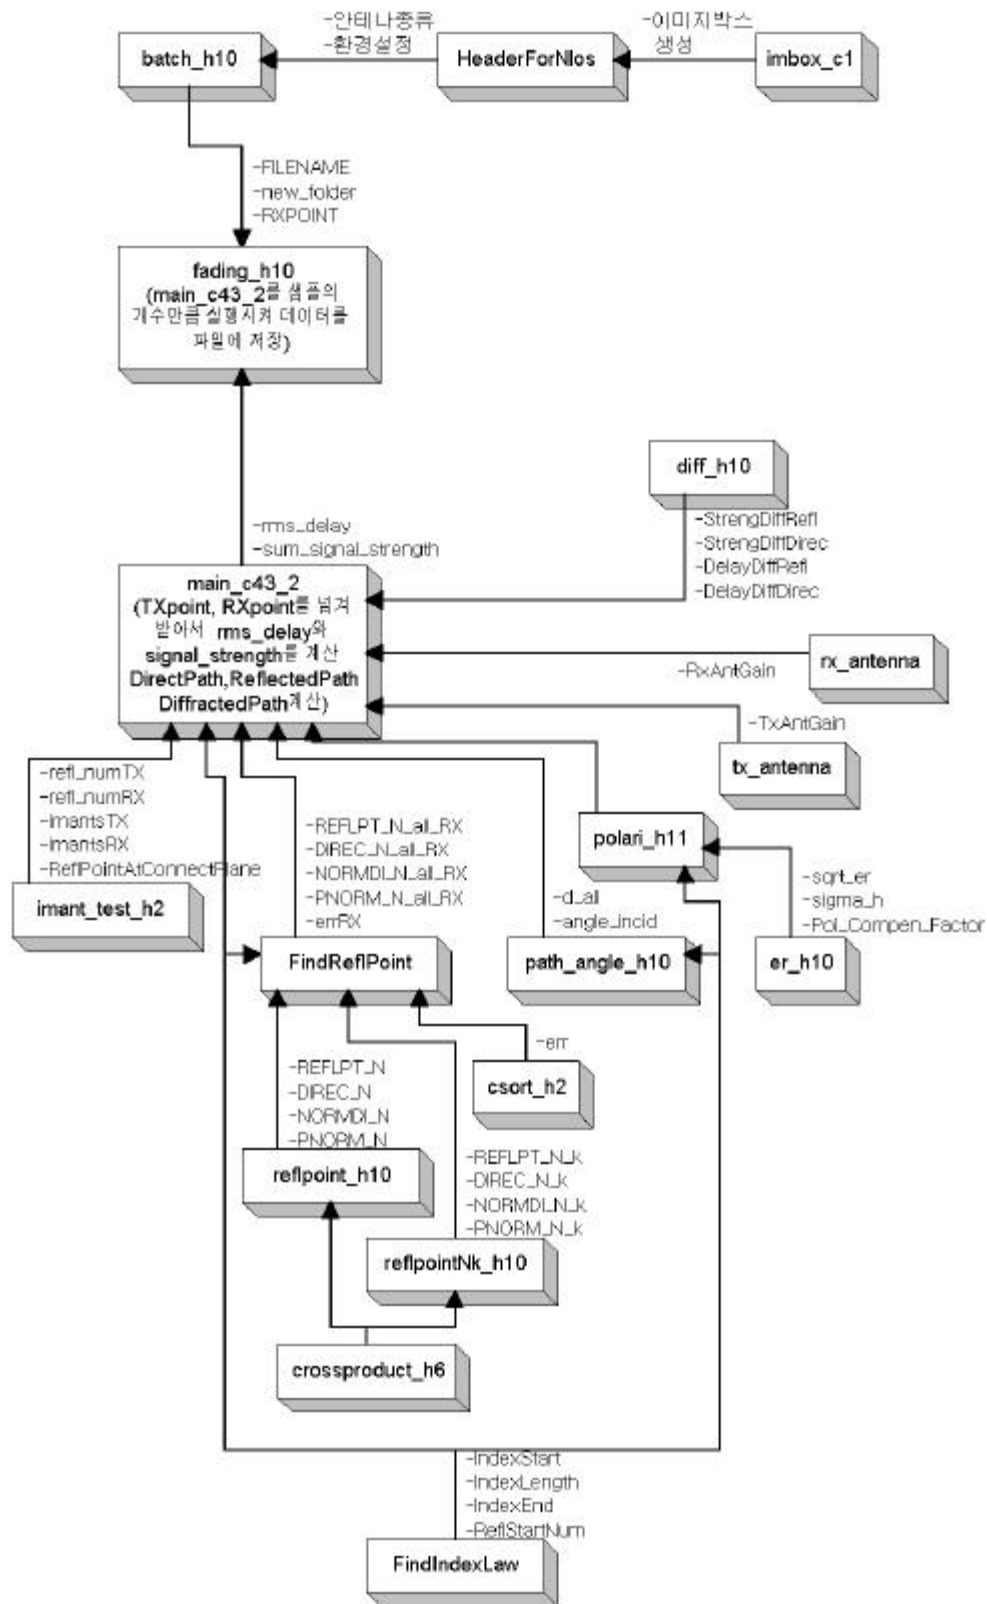 -안테나종류
-환경설정
-이미지박스
생성
batch_h10
HeaderForNlos
imbox_c1
-FILENAME
-new_folder
-RXPOINT
fading_h10
(main_c43_2를 샘플의
개수만큼 실행시켜 데이터를
파일에 저장)
diff_h10
-StrengDiffRefl
-StrengDiffDirec
-DelayDiffRefl
-DelayDiffDirec
-rms_delay
-sum_signal_strength
main_c43_2
(TXpoint, RXpoint를 넘겨
받아서 rms_delay와
signal_strength를 계산
DirectPath,ReflectedPath
DiffractedPath계산)
rx_antenna
-RxAntGain
-TxAntGain
tx_antenna
-refl_numTX
-refl_numRX
-imantsTX
-imantsRX
-ReflPointAtConnectPlane
imant_test_h2
-REFLPT_N_all_RX
-DIREC_N_all_RX
-NORMDI_N_all_RX
-PNORM_N_all_RX
-errRX
polari_h11
-d_all
-angle_incid
-sqrt_er
-sigma_h
-Pol_Compen_Factor
FindReflPoint
path_angle_h10
er_h10
-err
csort_h2
-REFLPT_N
-DIREC_N
-NORMDI_N
-PNORM_N
reflpoint_h10
-REFLPT_N_k
-DIREC_N_k
-NORMDI_N_k
-PNORM_N_k
reflpointNk_h10
crossproduct_h6
-IndexStart
-IndexLength
-IndexEnd
-ReflStartNum
FindIndexLaw